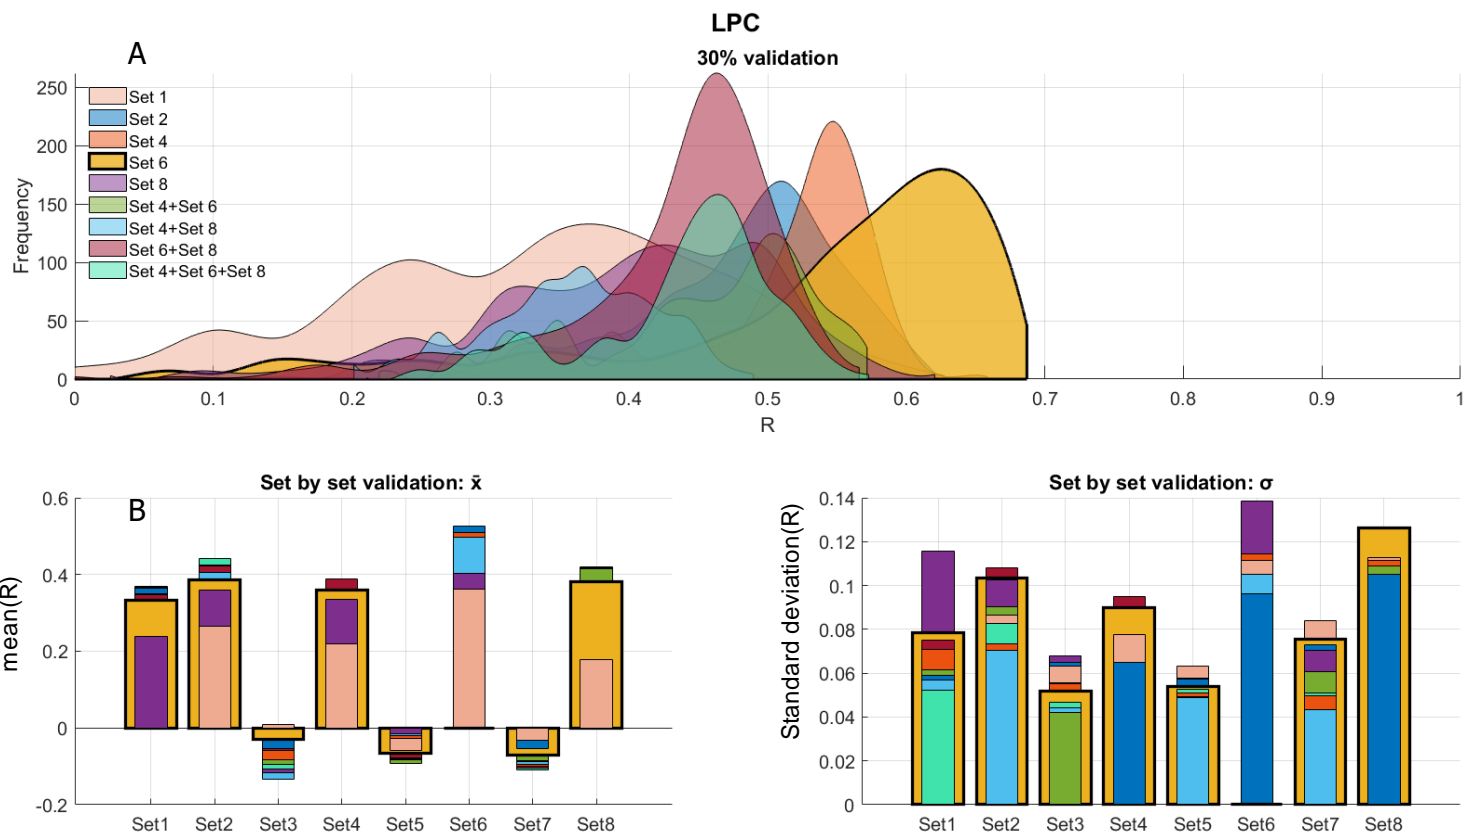 LPC
A
30% validation
250
200
150
100
50
0
Frequency
Set 1
Set 2
Set 4
Set 6
Set 8
Set 4+Set 6
Set 4+Set 8
Set 6+Set 8
Set 4+Set 6+Set 8
0 0.1 0.2 0.3 0.4 0.5 0.6 0.7 0.8 0.9 1
R
Set by set validation: x̄
B
0.6
0.4
0.2
0
-0.2
mean(R)
Set1 Set2 Set3 Set4 Set5 Set6 Set7 Set8
Set by set validation: σ
0.14
0.12
0.1
0.08
0.06
0.04
0.02
0
Standard deviation(R)
Set1 Set2 Set3 Set4 Set5 Set6 Set7 Set8